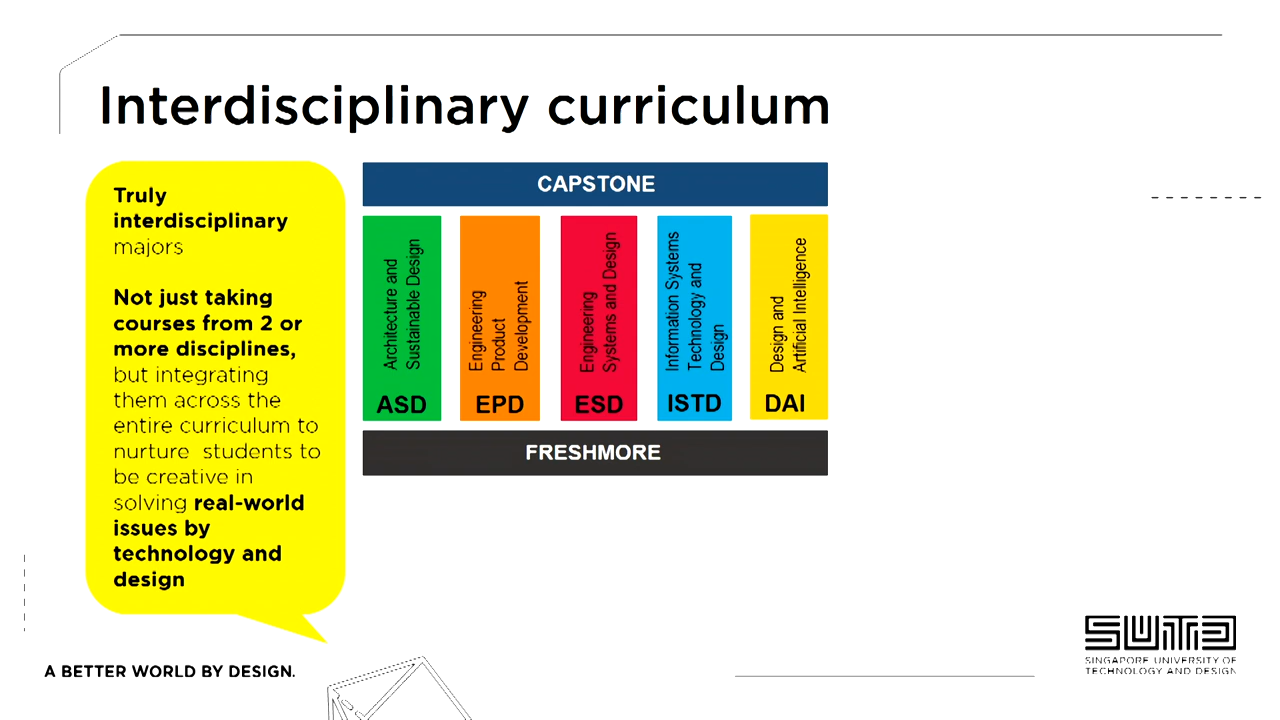 Interdisciplinary curriculum
Truly
interdisciplinary
majors
Not just taking
courses from 2 or
more disciplines,
but integrating
them across the
entire curriculum to
nurture students to
be creative in
solving real-world
issues by
technology and
design
CAPSTONE
Architecture and
Sustainable Design
ASD
Engineering
Product
Development
EPD
Engineering
Systems and Design
ESD
Information Systems
Technology and
Design
ISTD
Design and
Artificial Intelligence
DAI
FRESHMORE
A BETTER WORLD BY DESIGN.
SUTD
SINGAPORE UNIVERSITY OF
TECHNOLOGY AND DESIGN